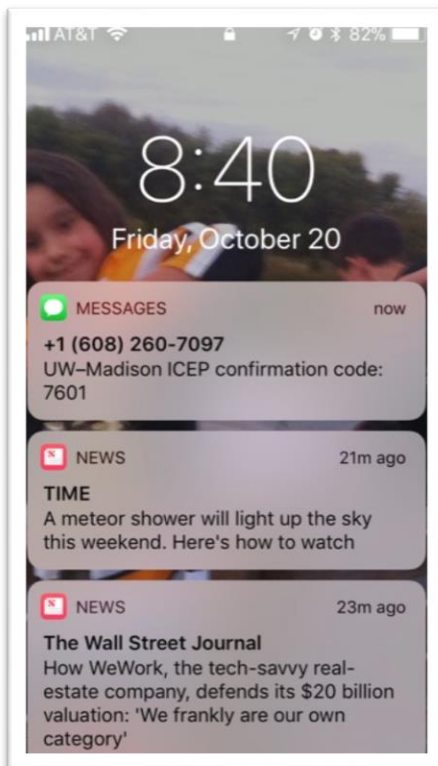 AT&T 82%
8:40
Friday, October 20
MESSAGES now
+1 (608) 260-7097
UW–Madison ICEP confirmation code:
7601
NEWS 21m ago
TIME
A meteor shower will light up the sky
this weekend. Here's how to watch
NEWS 23m ago
The Wall Street Journal
How WeWork, the tech-savvy real-
estate company, defends its $20 billion
valuation: 'We frankly are our own
category'